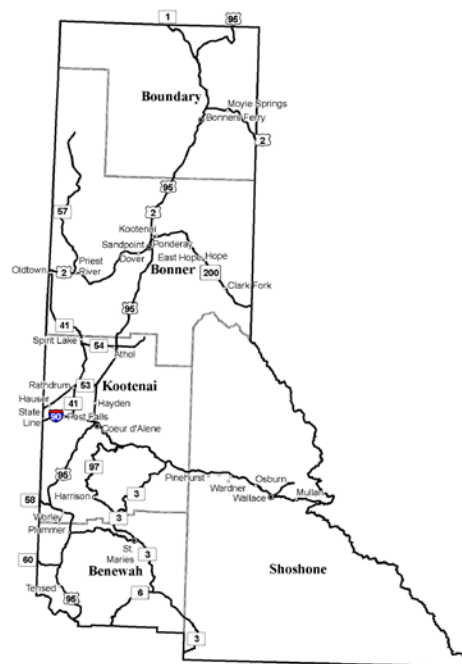 1
95
Boundary
Moyie Springs
Bonners Ferry
2
95
57
2
Kootenai
Sandpoint
Ponderay
Dover
East Hope
Hope
Priest
River
Oldtown
2
Bonner
200
Clark Fork
95
41
Spirit Lake
54
Athol
Rathdrum
53
Kootenai
Hauser
41
Hayden
State
Line
90
Post Falls
Coeur d'Alene
97
95
Pinehurst
Osburn
Wardner
Wallace
Mullan
Harrison
3
58
Worley
3
Plummer
St.
Maries
3
60
Benewah
Shoshone
Tensed
95
6
3